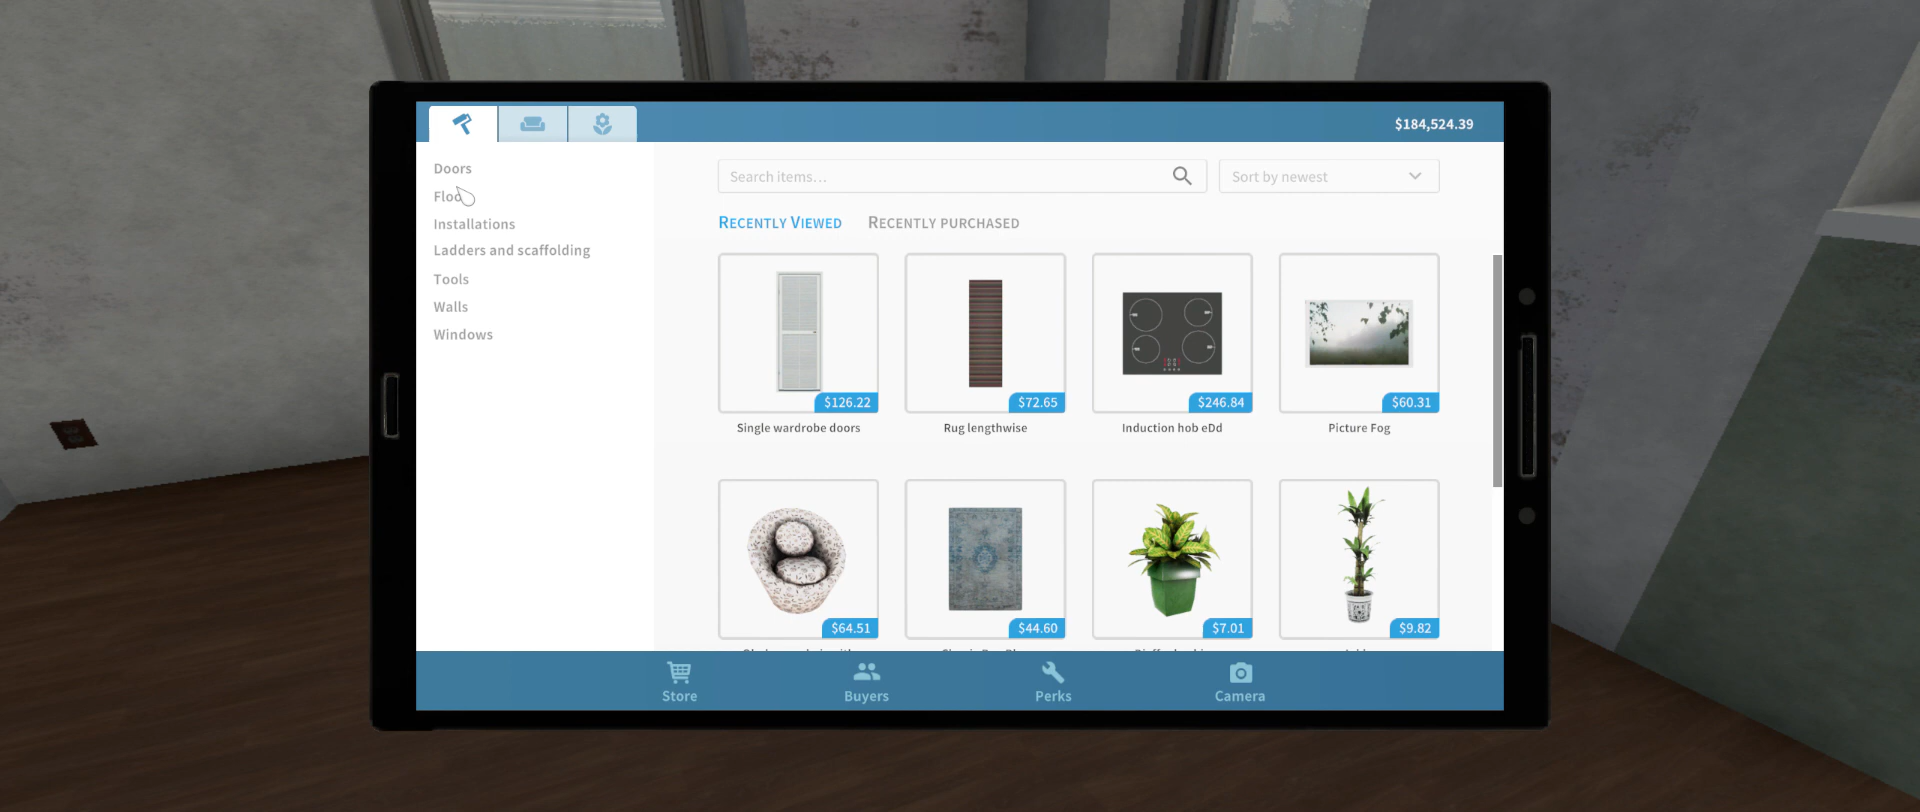 $184,524.39
Doors
Installations
Ladders and scaffolding
Tools
Walls
Windows
Search items...
Sort by newest
RECENTLY VIEWED
RECENTLY PURCHASED
$126.22
$72.65
$246.84
$60.31
Single wardrobe doors
Rug lengthwise
Induction hob eDd
Picture Fog
$64.51
$44.60
$7.01
$9.82
Store
Buyers
Perks
Camera